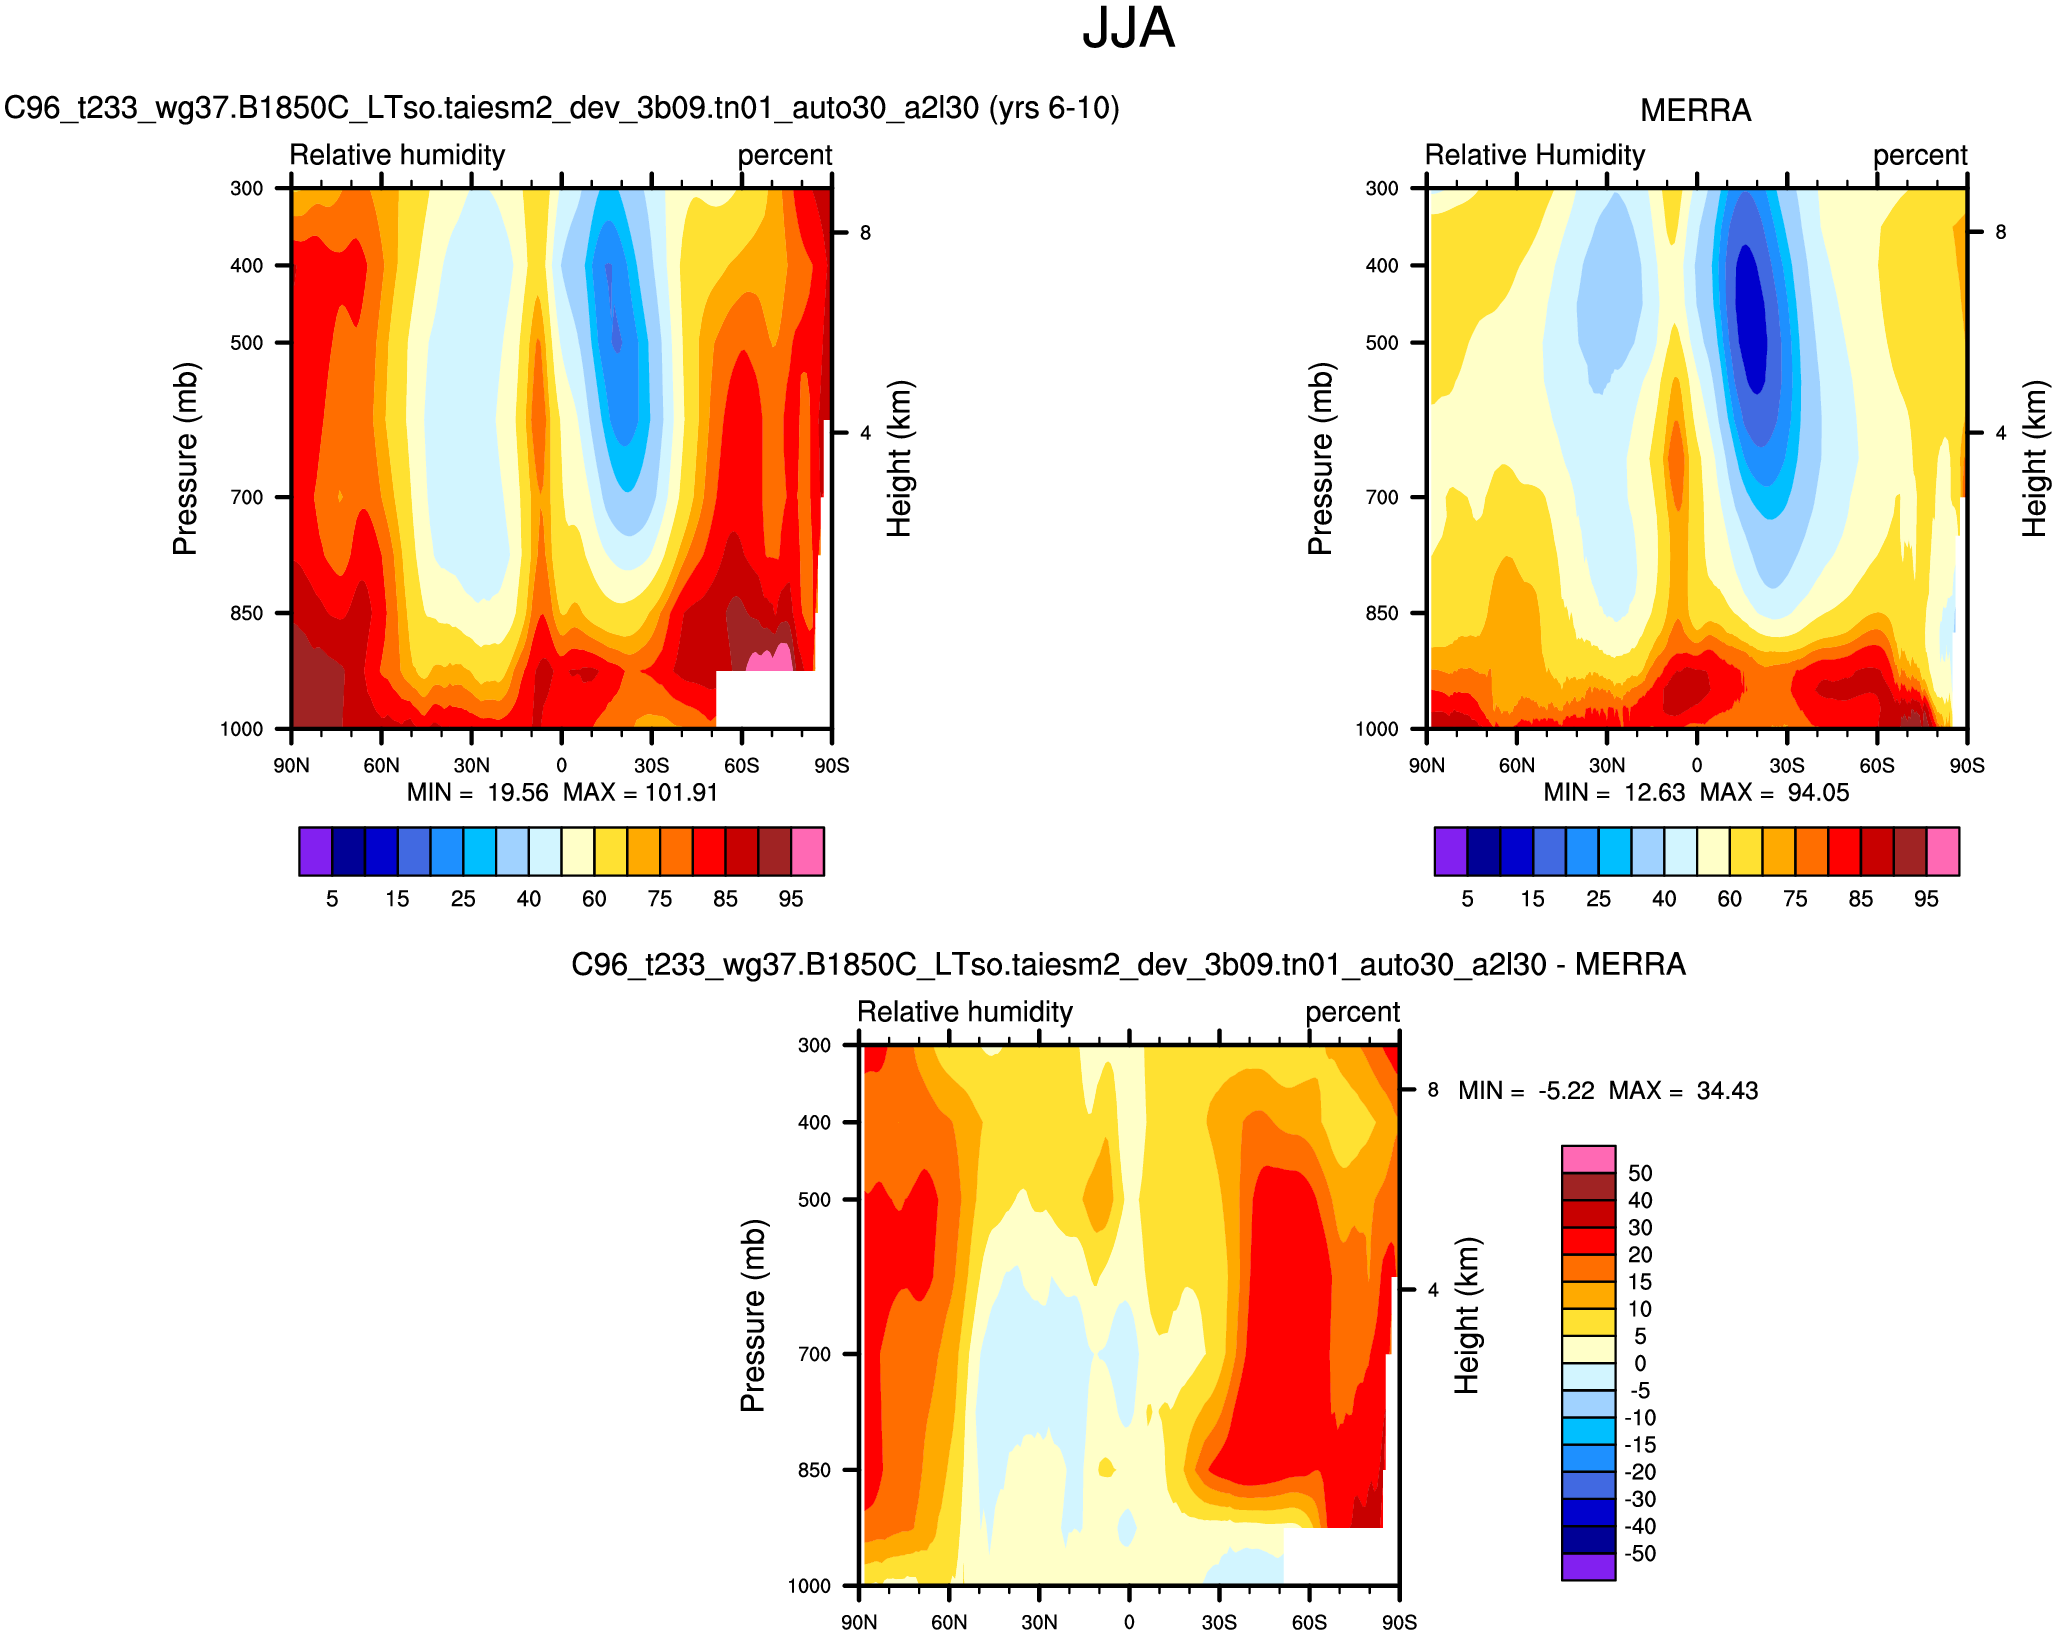 JJA
C96_t233_wg37.B1850C_LTso.taiesm2_dev_3b09.tn01_auto30_a2l30 (yrs 6-10)
Relative humidity percent
300
400
500
700
850
1000
Pressure (mb)
8
4
Height (km)
90N 60N 30N 0 30S 60S 90S
MIN = 19.56 MAX = 101.91
5 15 25 40 60 75 85 95
MERRA
Relative Humidity percent
300
400
500
700
850
1000
Pressure (mb)
8
4
Height (km)
90N 60N 30N 0 30S 60S 90S
MIN = 12.63 MAX = 94.05
5 15 25 40 60 75 85 95
C96_t233_wg37.B1850C_LTso.taiesm2_dev_3b09.tn01_auto30_a2l30 - MERRA
Relative humidity percent
300
400
500
700
850
1000
Pressure (mb)
8
4
Height (km)
90N 60N 30N 0 30S 60S 90S
MIN = -5.22 MAX = 34.43
50
40
30
20
15
10
5
0
-5
-10
-15
-20
-30
-40
-50